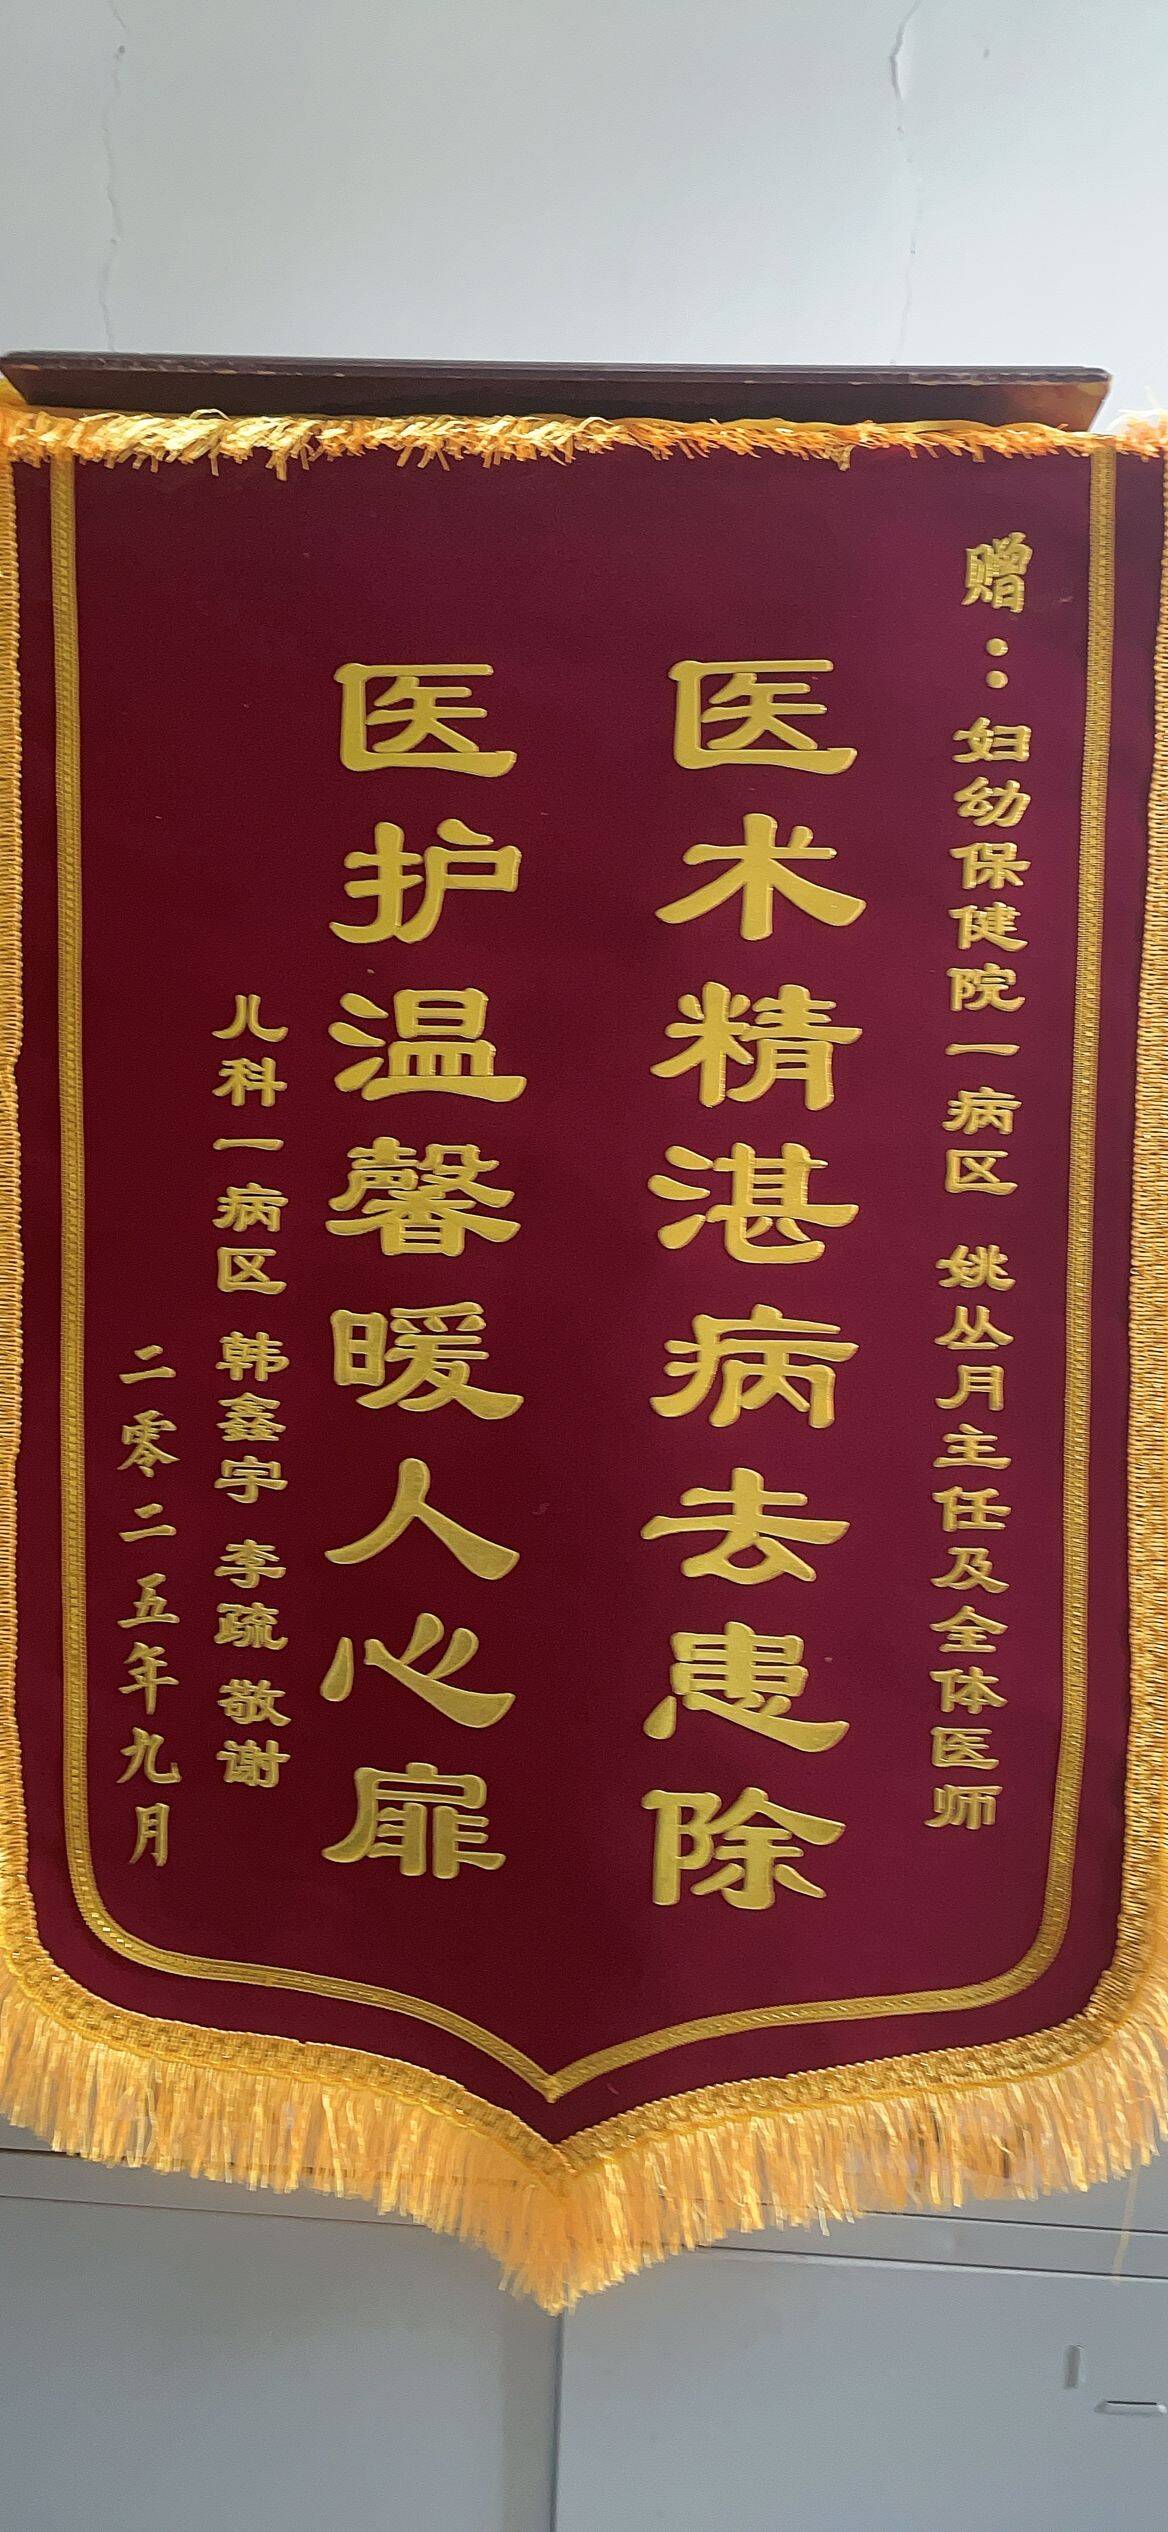 赠：妇幼保健院一病区 姚丛月主任及全体医师
医术精湛病去患除
医护温馨暖人心扉
儿科一病区 韩鑫宇 李疏 敬谢
二零二五年九月